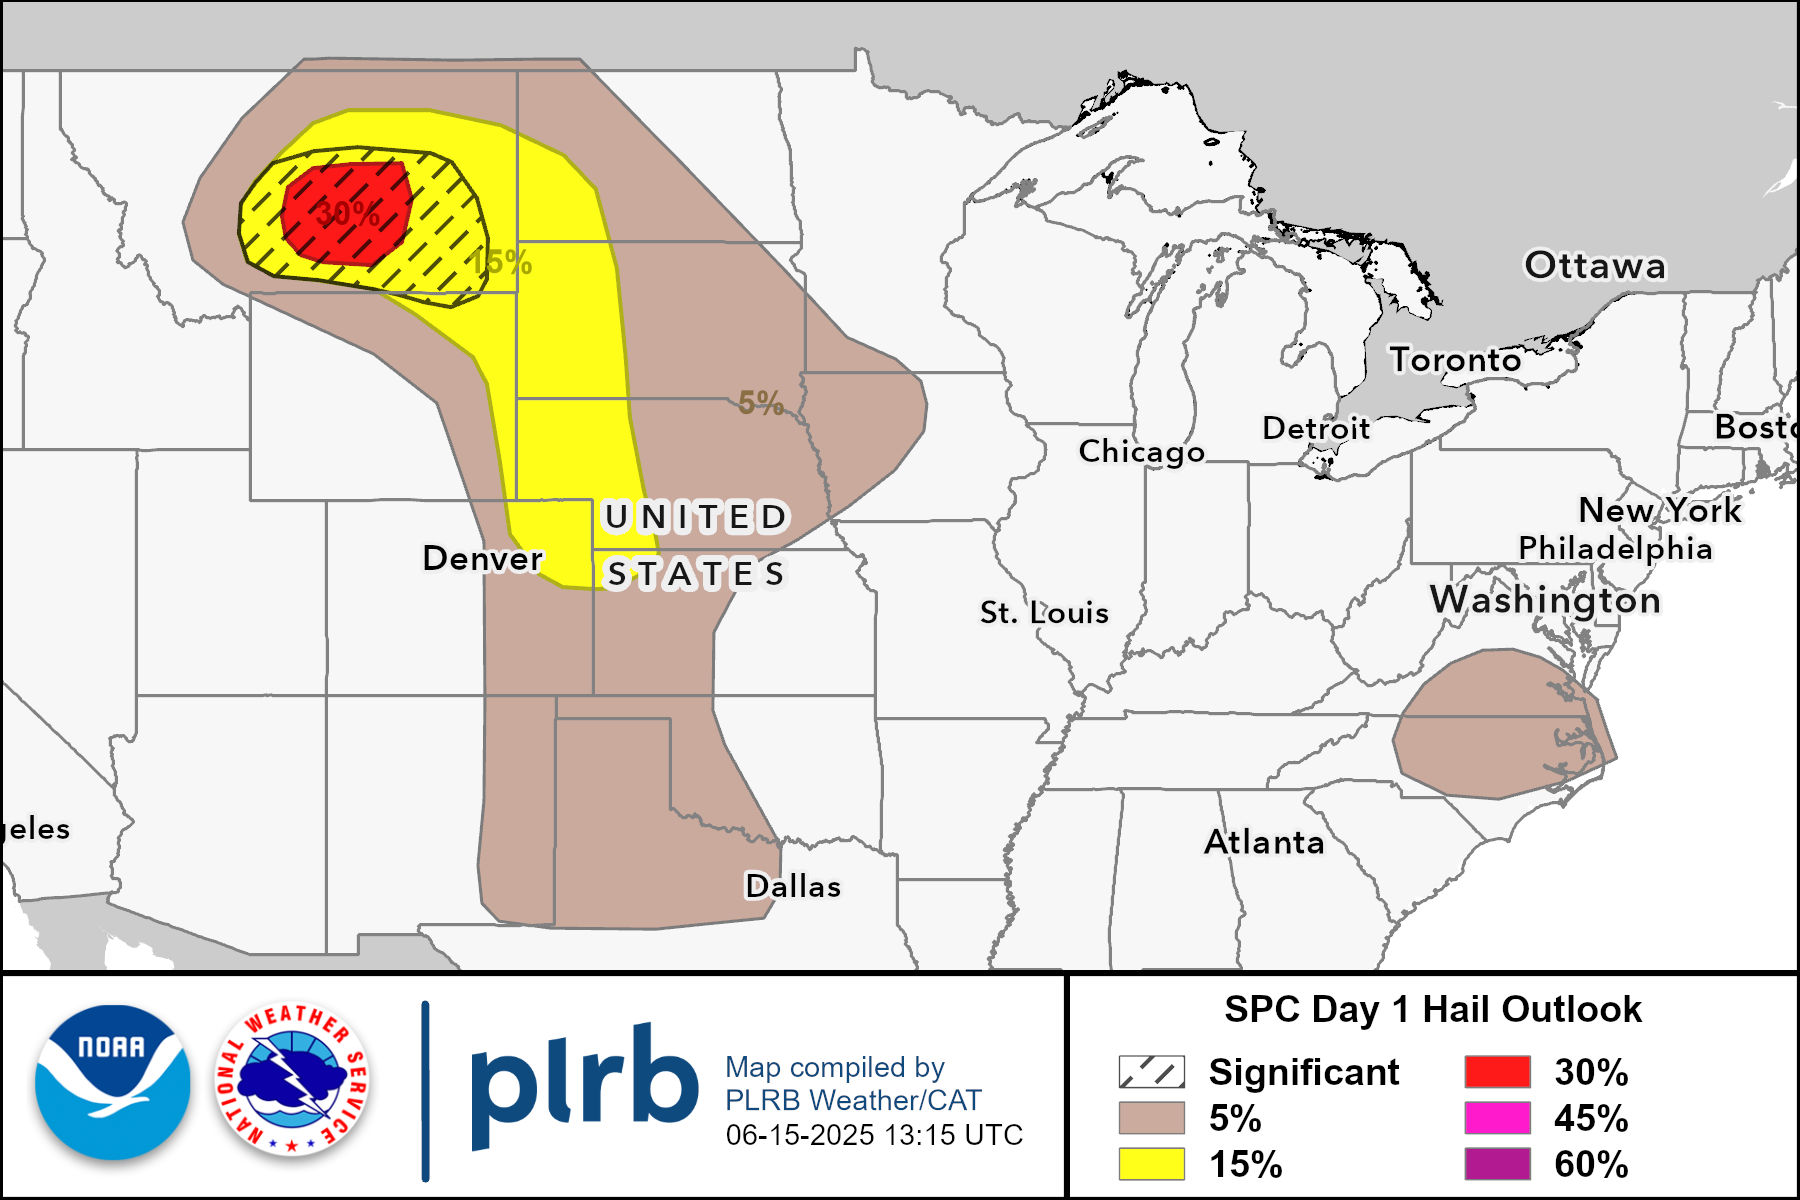 30%
15%
5%
Ottawa
Toronto
Detroit
Chicago
Bosto
New York
Philadelphia
Washington
UNITED
STATES
Denver
St. Louis
Atlanta
Dallas
geles
NOAA
NATIONAL WEATHER SERVICE
plrb
Map compiled by
PLRB Weather/CAT
06-15-2025 13:15 UTC
SPC Day 1 Hail Outlook
Significant
5%
15%
30%
45%
60%